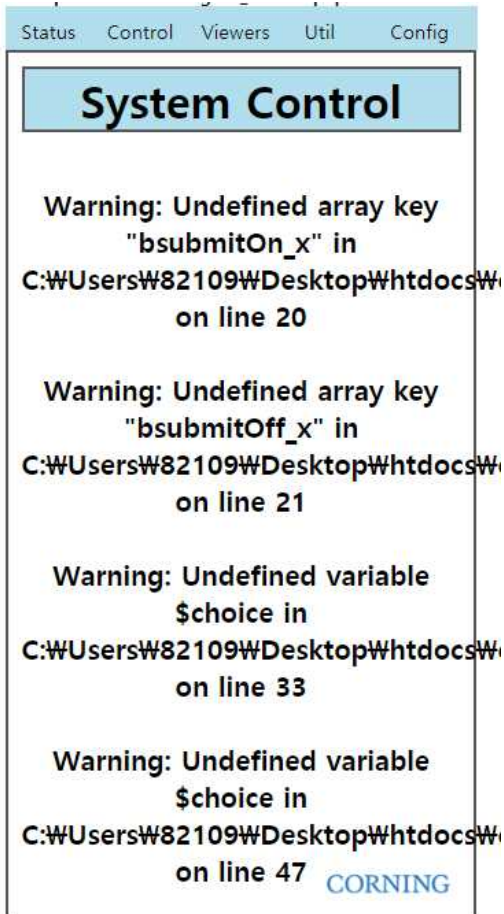 Status Control Viewers Util Config
System Control
Warning: Undefined array key
"bsubmitOn_x" in
C:₩Users₩82109₩Desktop₩htdocs₩
on line 20
Warning: Undefined array key
"bsubmitOff_x" in
C:₩Users₩82109₩Desktop₩htdocs₩
on line 21
Warning: Undefined variable
$choice in
C:₩Users₩82109₩Desktop₩htdocs₩
on line 33
Warning: Undefined variable
$choice in
C:₩Users₩82109₩Desktop₩htdocs₩
on line 47
CORNING